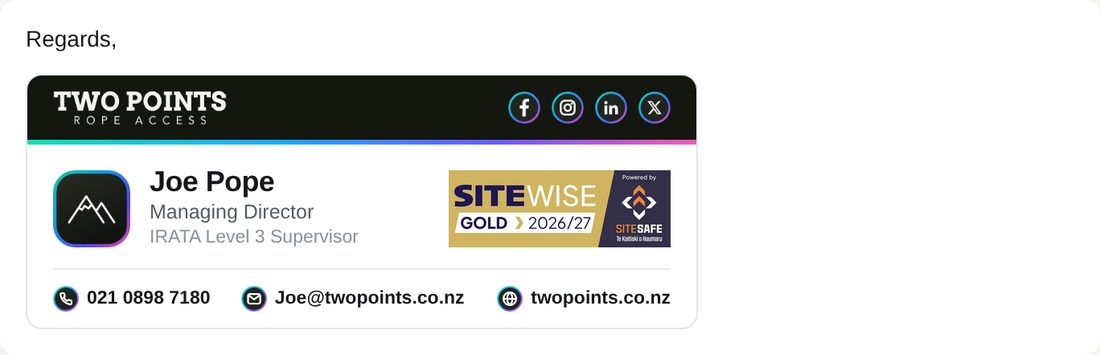 Regards,
TWO POINTS
ROPE ACCESS
Joe Pope
Managing Director
IRATA Level 3 Supervisor
SITEWISE
GOLD 2026/27
Powered by
SITESAFE
Te Kaitiaki o Haumaru
021 0898 7180
Joe@twopoints.co.nz
twopoints.co.nz